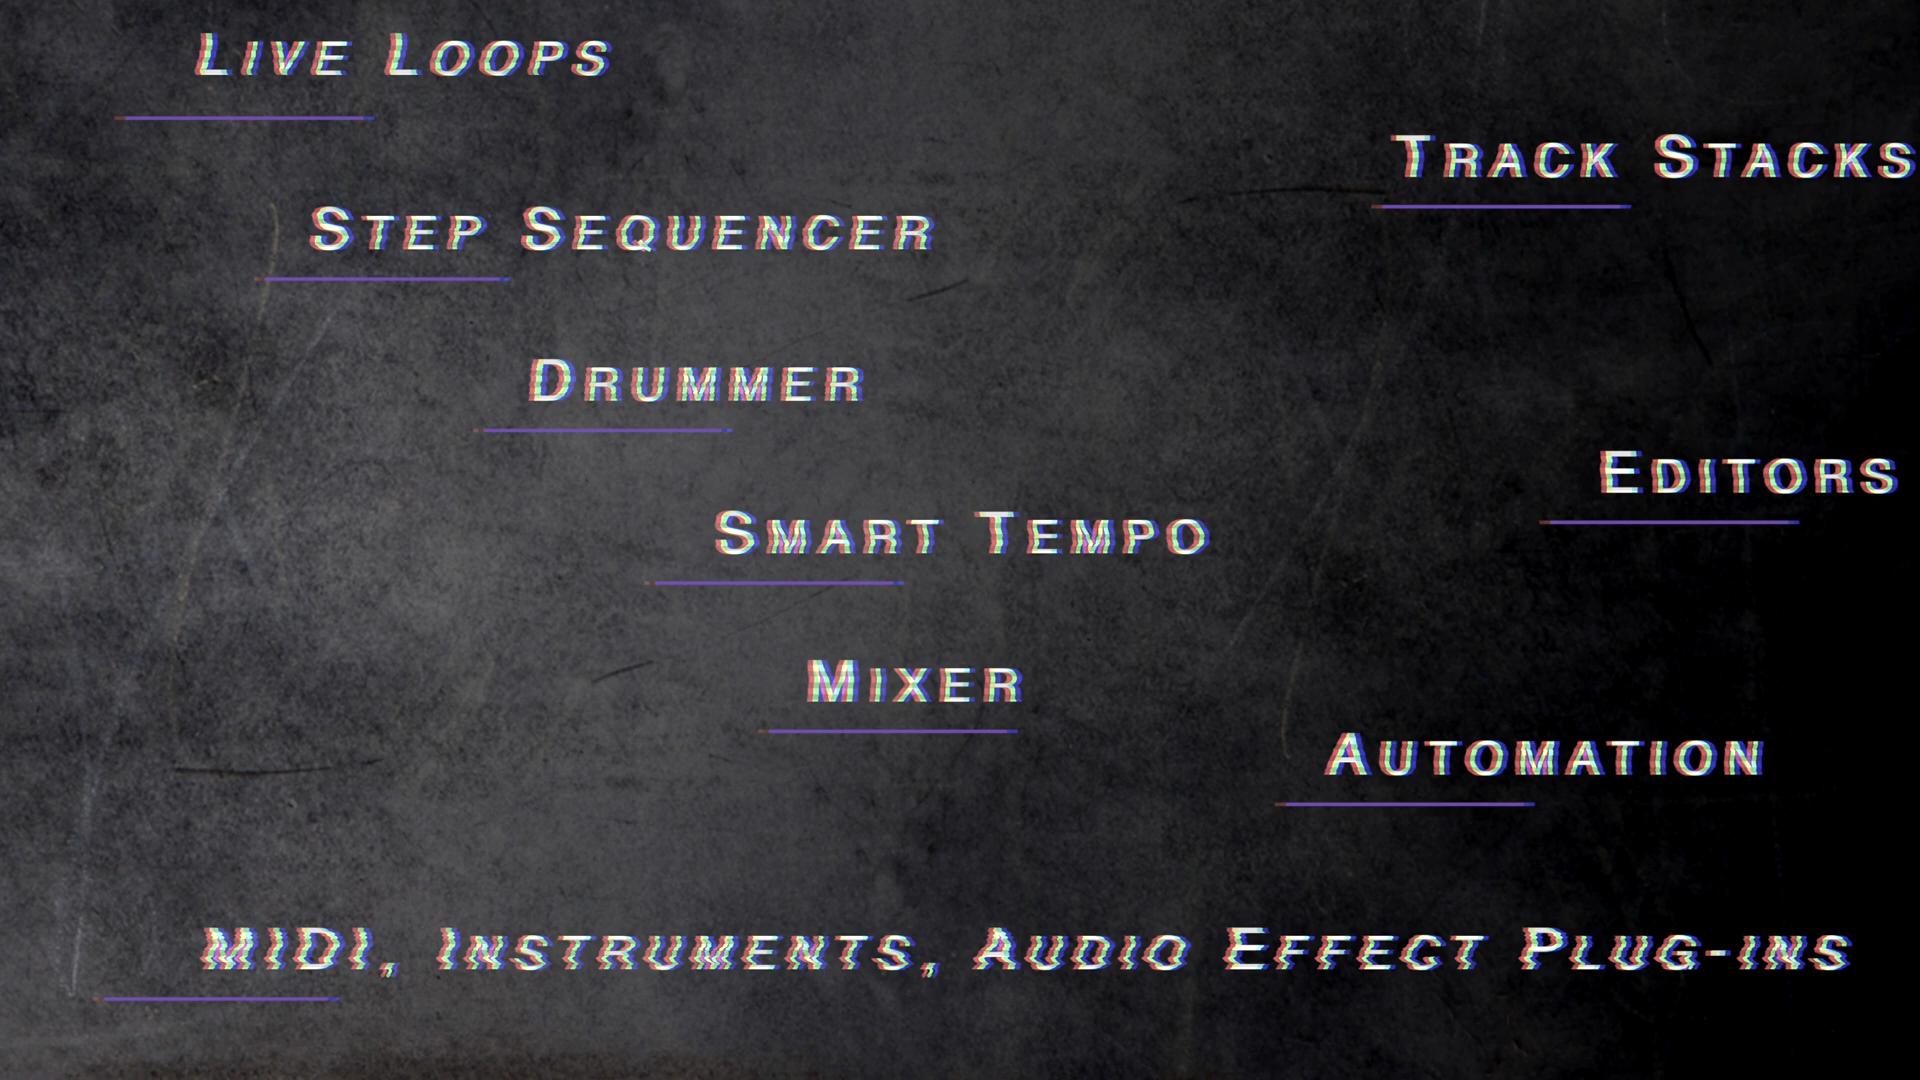 Live Loops
Track Stacks
Step Sequencer
Drummer
Editors
Smart Tempo
Mixer
Automation
MIDI, Instruments, Audio Effect Plug-ins